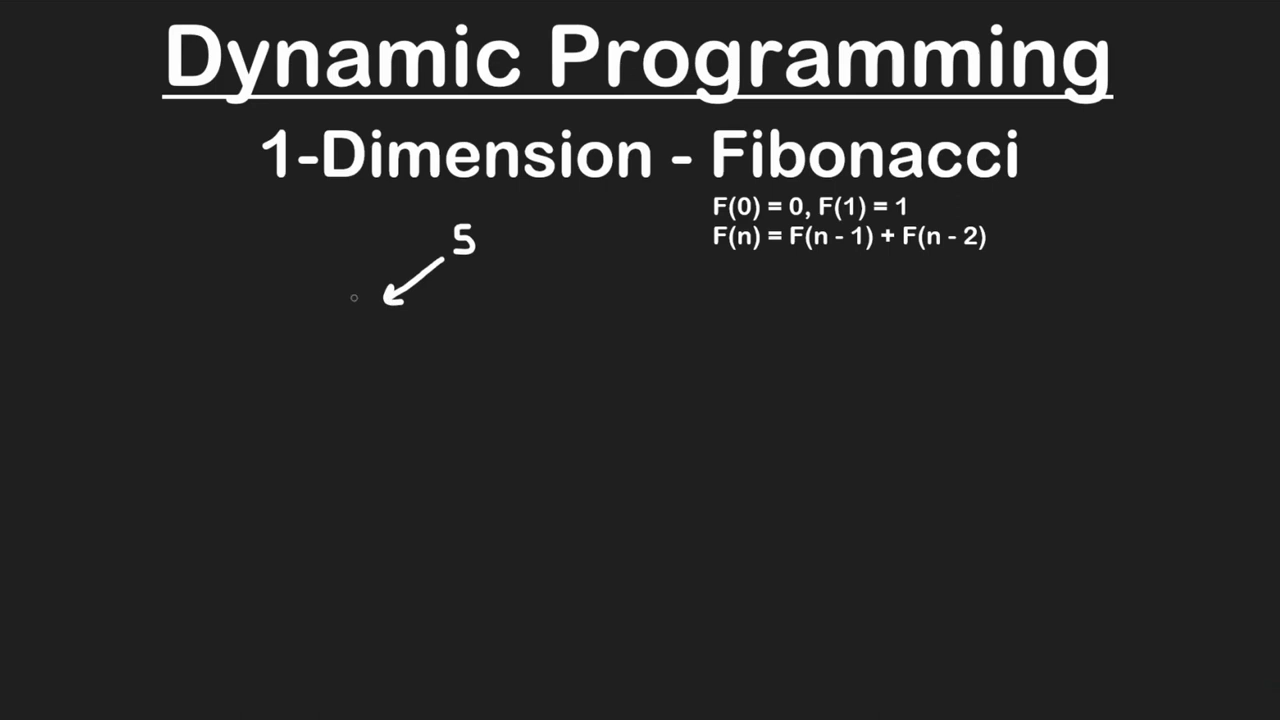 Dynamic Programming
1-Dimension - Fibonacci
F(0) = 0, F(1) = 1
F(n) = F(n - 1) + F(n - 2)
5